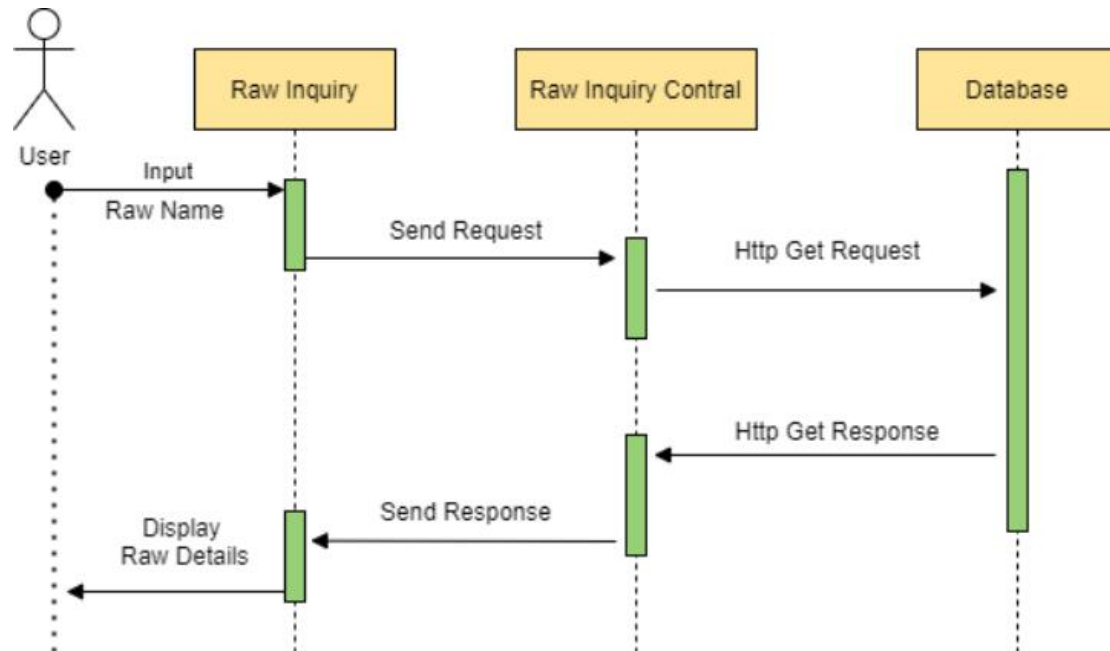 Raw Inquiry
Raw Inquiry Contral
Database
User
Input
Raw Name
Send Request
Http Get Request
Http Get Response
Send Response
Display
Raw Details